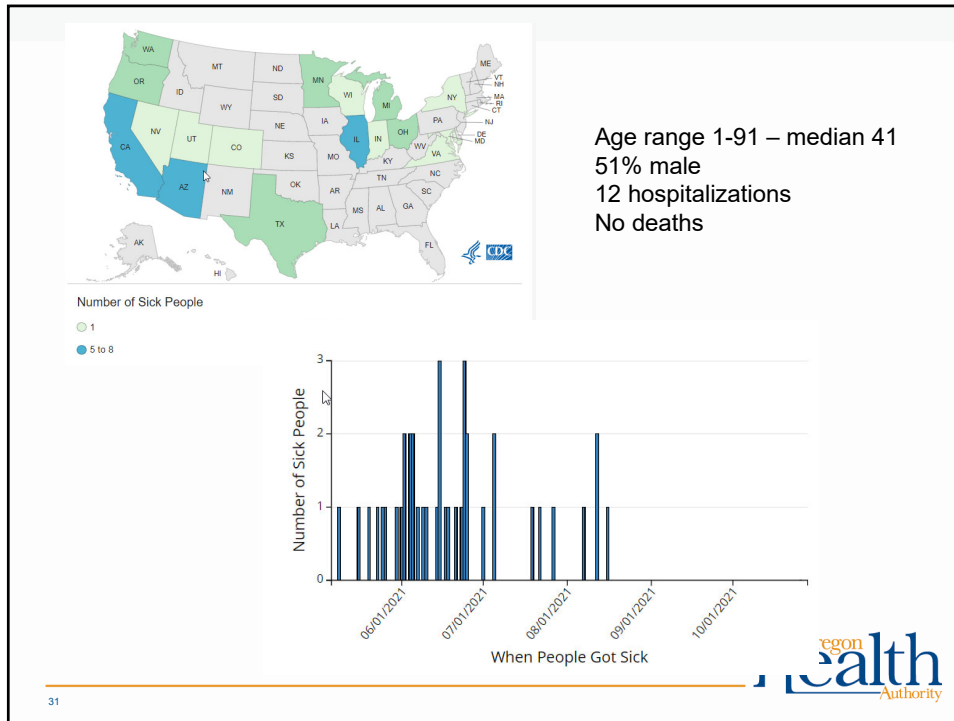 WA
MT
ND
ME
VT
NH
OR
MN
ID
WI
NY
MA
RI
CT
SD
MI
WY
IA
PA
NJ
NE
OH
NV
UT
IL
IN
DE
MD
CO
WV
VA
CA
KS
MO
KY
NC
TN
AZ
OK
NM
AR
SC
MS
AL
GA
TX
LA
FL
AK
HI
CDC
Number of Sick People
1
5 to 8
Age range 1-91 – median 41
51% male
12 hospitalizations
No deaths
3
2
1
0
Number of Sick People
06/01/2021
07/01/2021
08/01/2021
09/01/2021
10/01/2021
When People Got Sick
regon
Health
Authority
31